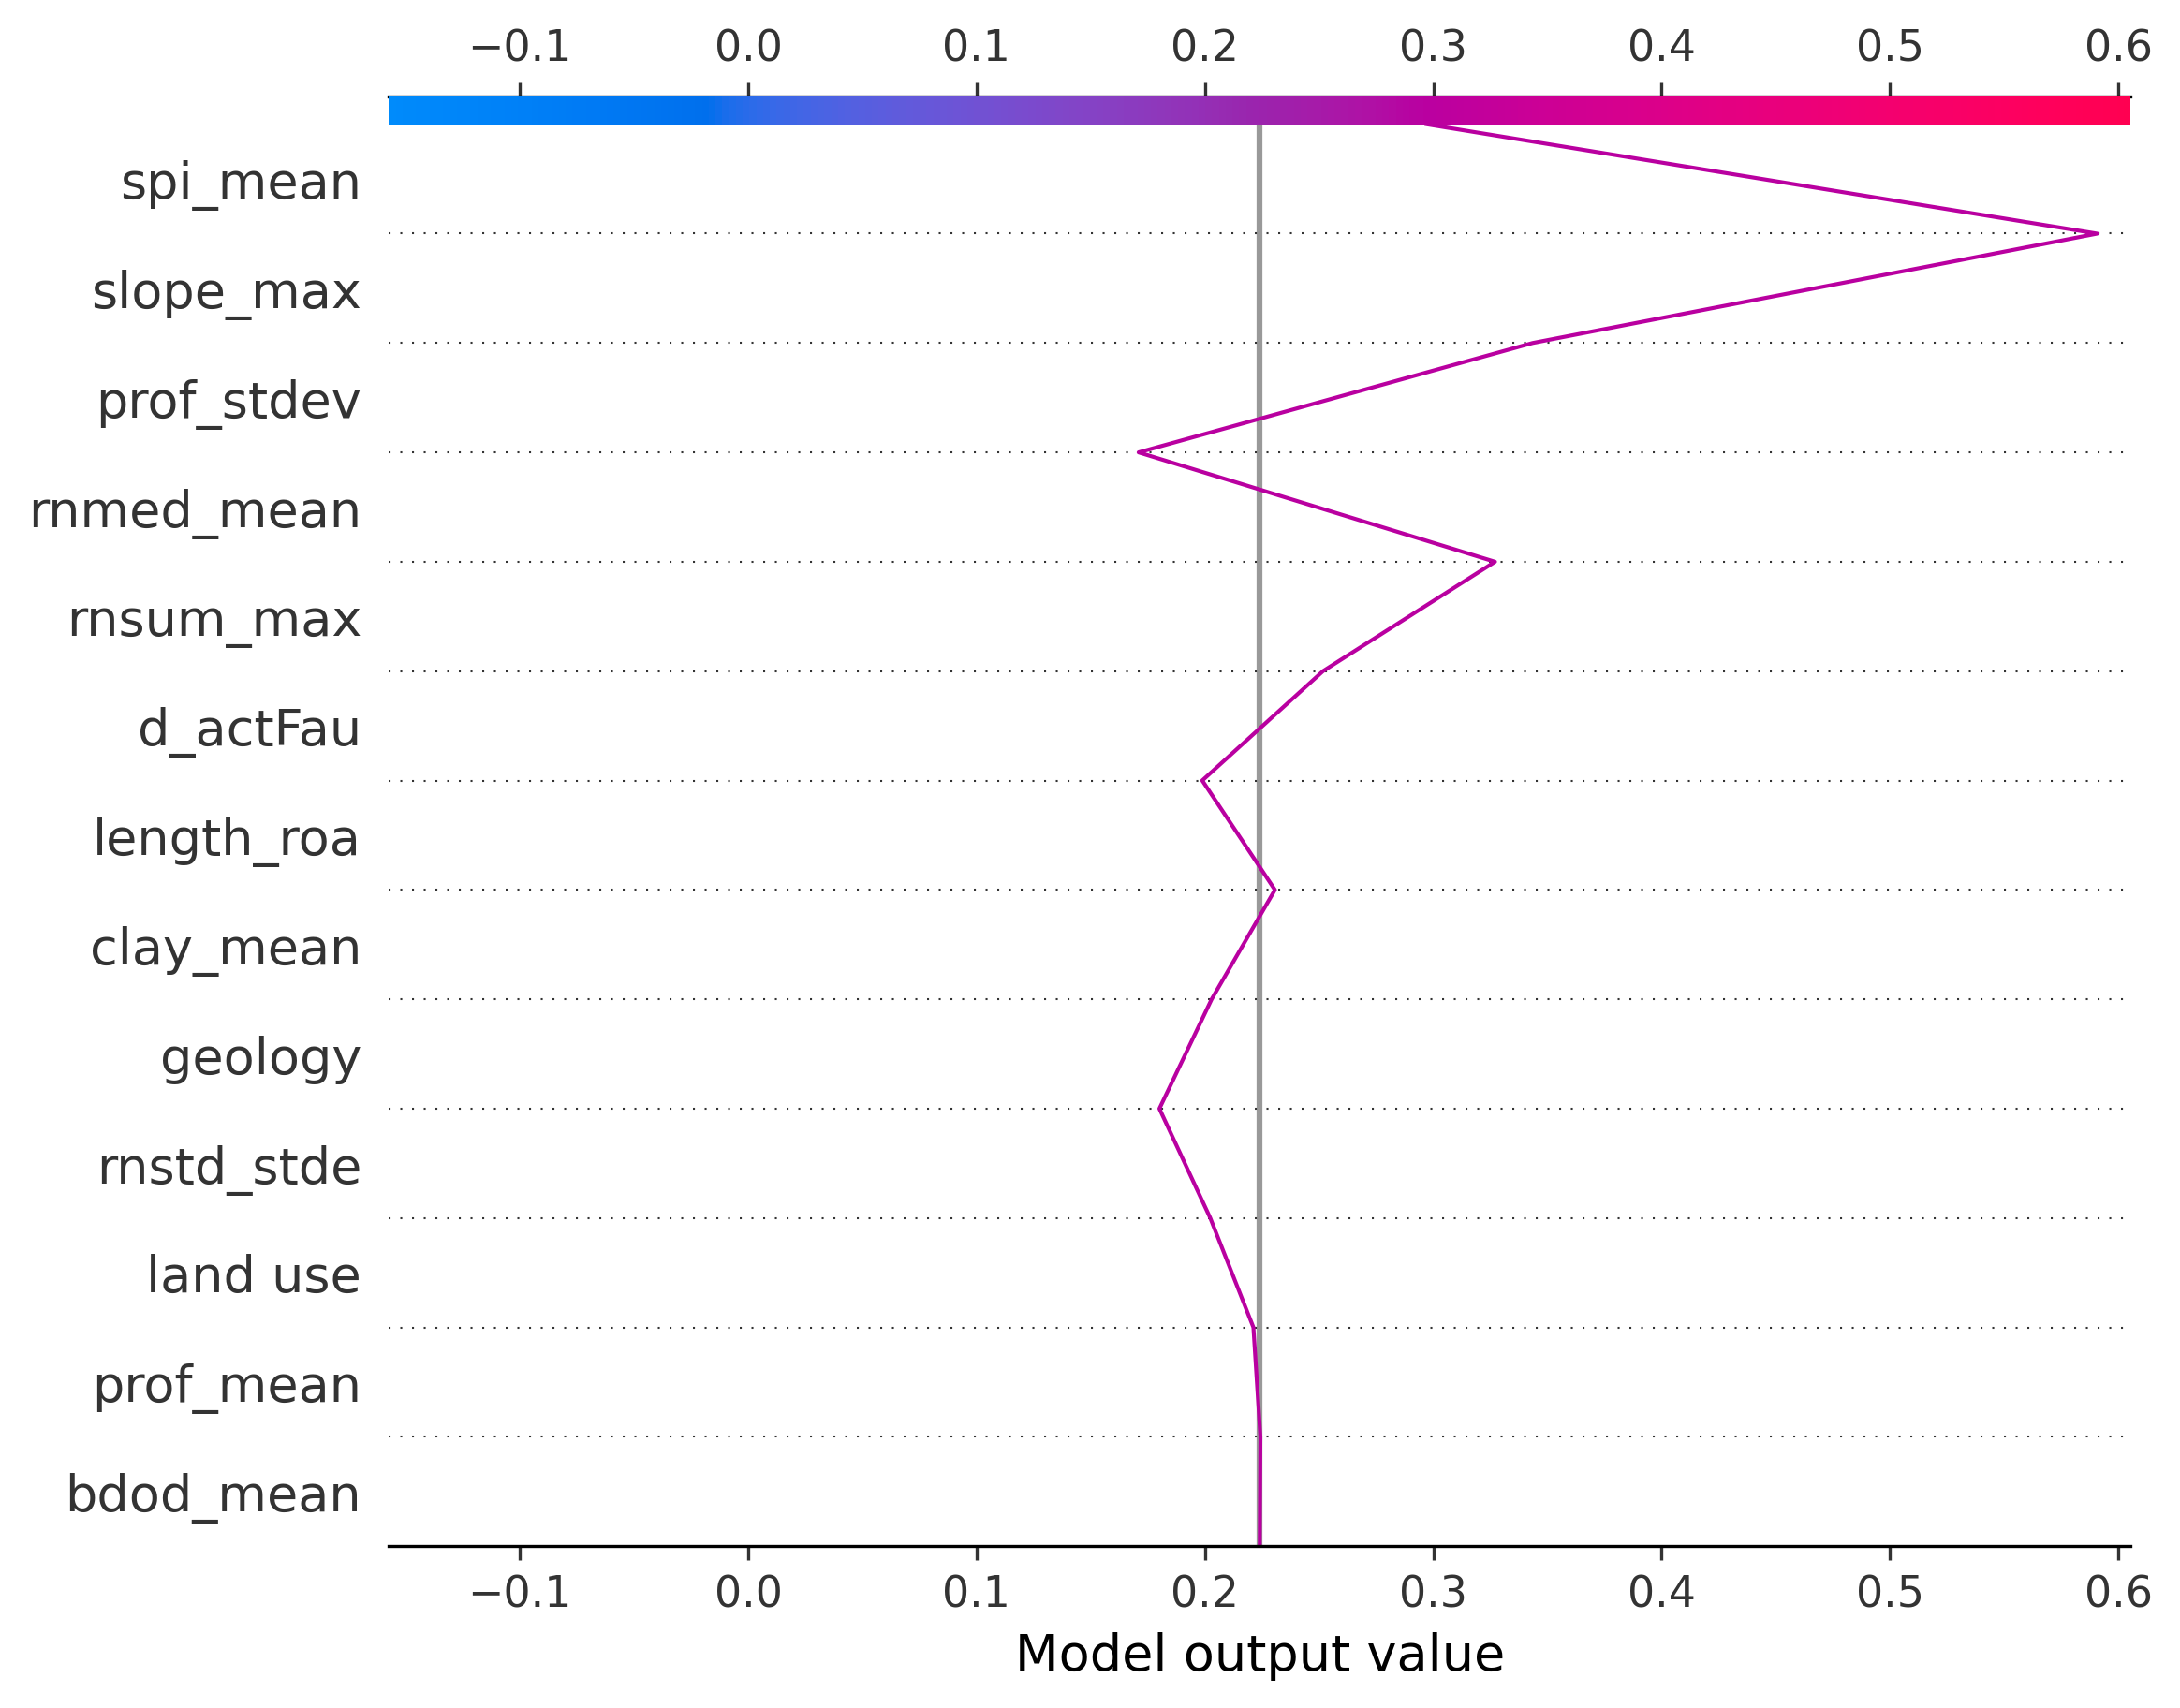 −0.1 0.0 0.1 0.2 0.3 0.4 0.5 0.6
spi_mean
slope_max
prof_stdev
rnmed_mean
rnsum_max
d_actFau
length_roa
clay_mean
geology
rnstd_stde
land use
prof_mean
bdod_mean
−0.1 0.0 0.1 0.2 0.3 0.4 0.5 0.6
Model output value